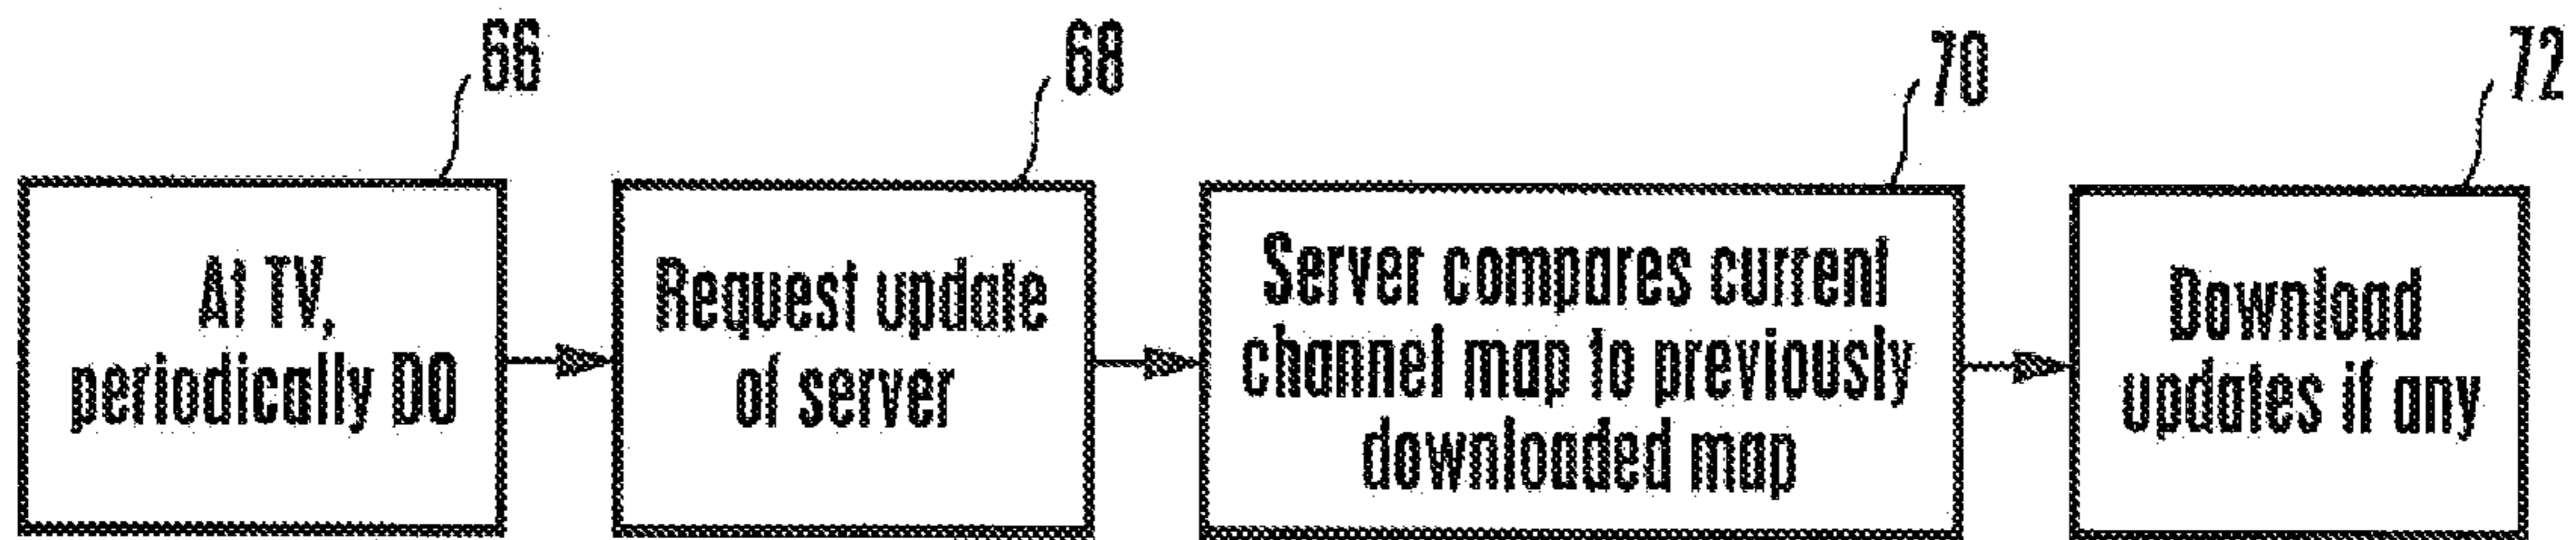 66
68
70
72
At TV,
periodically DO
Request update
of server
Server compares current
channel map to previously
downloaded map
Download
updates if any